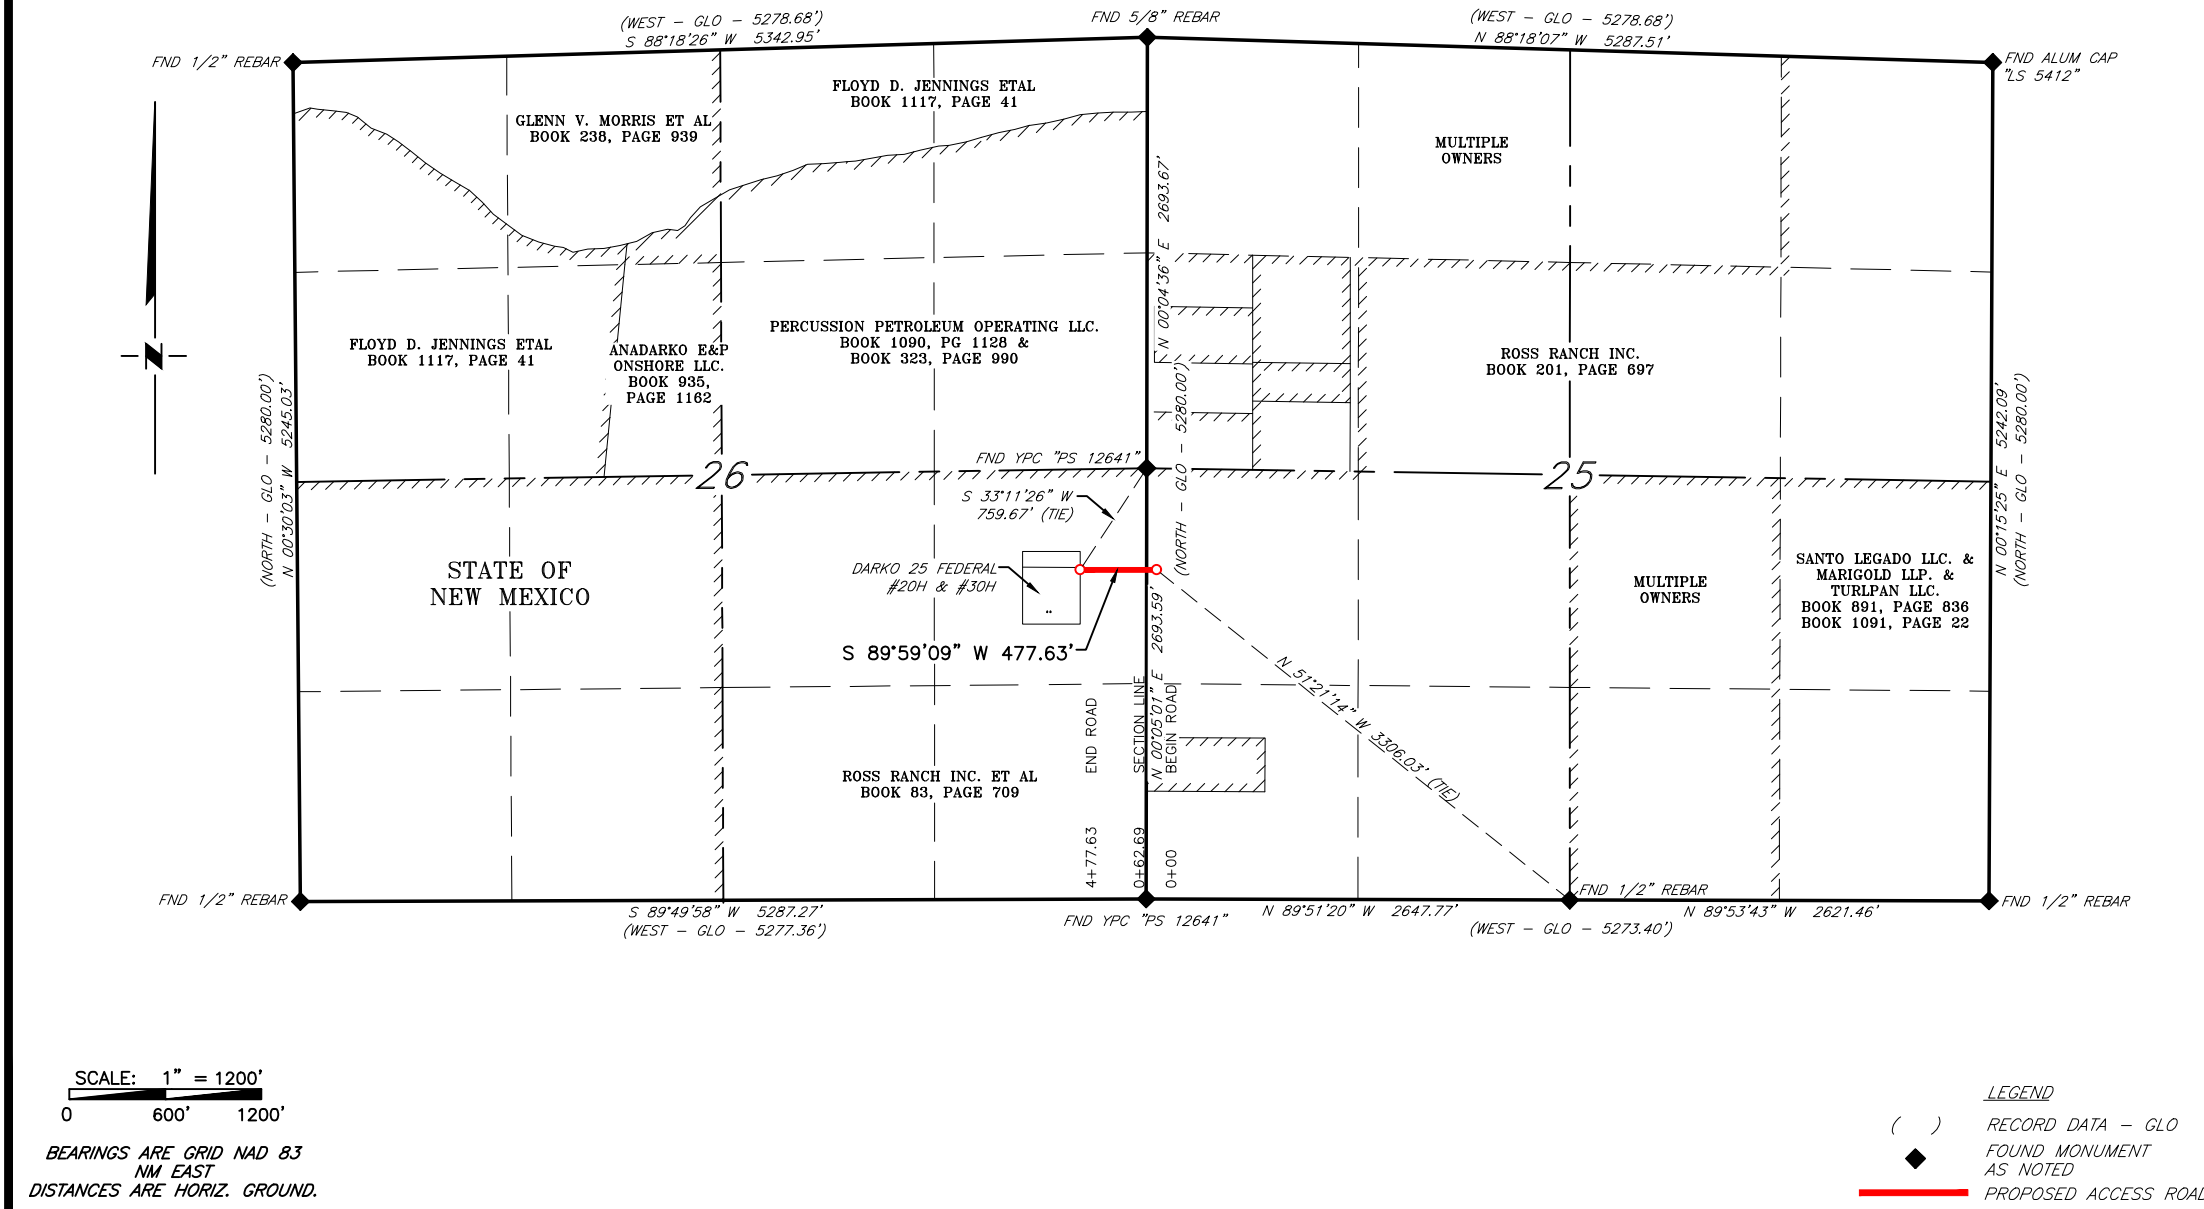 (WEST – GLO – 5278.68')
S 88°18'26" W 5342.95'
FND 5/8" REBAR
(WEST – GLO – 5278.68')
N 88°18'07" W 5287.51'
FND 1/2" REBAR
FND ALUM CAP
"LS 5412"
FLOYD D. JENNINGS ETAL
BOOK 1117, PAGE 41
GLENN V. MORRIS ET AL
BOOK 238, PAGE 939
MULTIPLE
OWNERS
N 00°04'36" E 2693.67'
FLOYD D. JENNINGS ETAL
BOOK 1117, PAGE 41
ANADARKO E&P
ONSHORE LLC.
BOOK 935,
PAGE 1162
PERCUSSION PETROLEUM OPERATING LLC.
BOOK 1090, PG 1128 &
BOOK 323, PAGE 990
ROSS RANCH INC.
BOOK 201, PAGE 697
N
(NORTH – GLO – 5280.00')
N 00°30'03" W 5245.03'
(NORTH – GLO – 5280.00')
N 00°15'25" E 5242.09'
(NORTH – GLO – 5280.00')
FND YPC "PS 12641"
26
25
S 33°11'26" W
759.67' (TIE)
DARKO 25 FEDERAL
#20H & #30H
STATE OF
NEW MEXICO
S 89°59'09" W 477.63'
MULTIPLE
OWNERS
SANTO LEGADO LLC. &
MARIGOLD LLP. &
TURLPAN LLC.
BOOK 891, PAGE 836
BOOK 1091, PAGE 22
N 51°21'14" W 3306.03' (TIE)
N 00°05'01" E 2693.59'
4+77.63 END ROAD
0+62.69 SECTION LINE
0+00 BEGIN ROAD
ROSS RANCH INC. ET AL
BOOK 83, PAGE 709
FND 1/2" REBAR
S 89°49'58" W 5287.27'
(WEST – GLO – 5277.36')
FND YPC "PS 12641"
N 89°51'20" W 2647.77'
FND 1/2" REBAR
N 89°53'43" W 2621.46'
(WEST – GLO – 5273.40')
FND 1/2" REBAR
SCALE: 1" = 1200'
0 600' 1200'
BEARINGS ARE GRID NAD 83
NM EAST
DISTANCES ARE HORIZ. GROUND.
LEGEND
( ) RECORD DATA – GLO
FOUND MONUMENT
AS NOTED
PROPOSED ACCESS ROAD